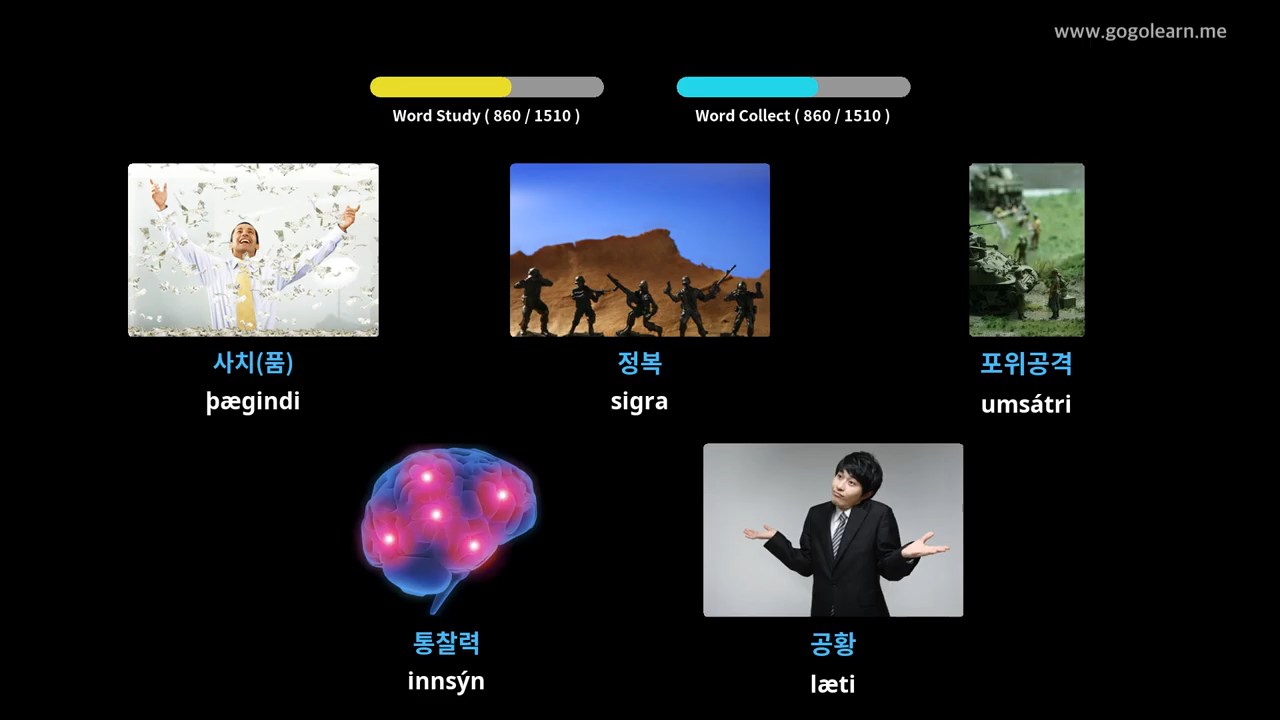 www.gogolearn.me
Word Study ( 860 / 1510 )
Word Collect ( 860 / 1510 )
사치(품)
þægindi
정복
sigra
포위공격
umsátri
통찰력
innsýn
공황
læti